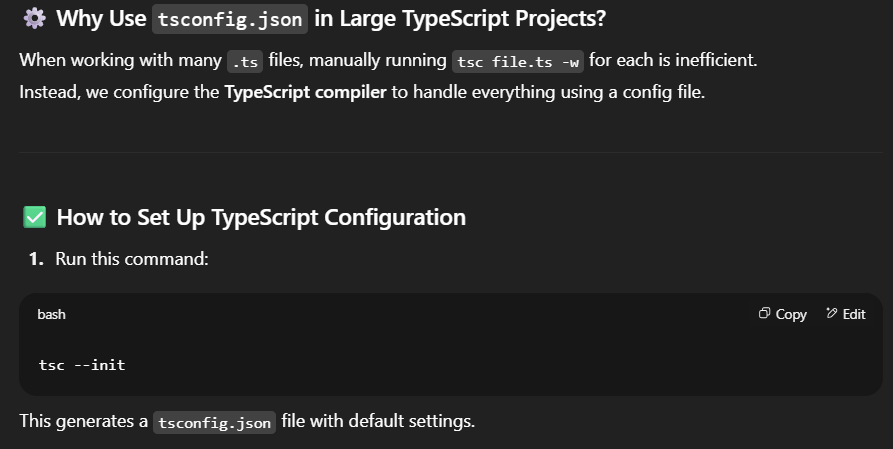 ⚙️ Why Use tsconfig.json in Large TypeScript Projects?
When working with many .ts files, manually running tsc file.ts -w for each is inefficient.
Instead, we configure the TypeScript compiler to handle everything using a config file.
✅ How to Set Up TypeScript Configuration
1. Run this command:
bash Copy Edit
tsc --init
This generates a tsconfig.json file with default settings.